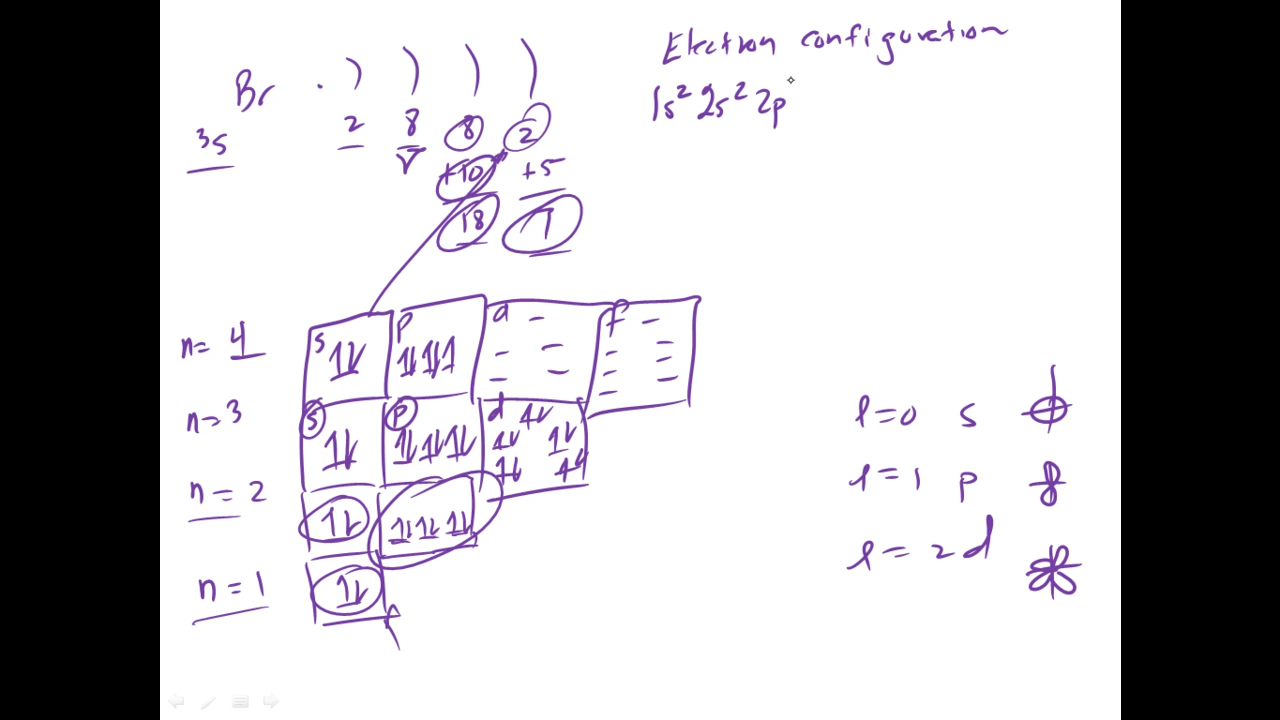 Electron configuration
Br . ) ) ) )
1s² 2s² 2p
2 8 8 2
35
+10 +5
18 7
n= 4 s p d f
n=3 s p d
n = 2
n = 1
l=0 s
l=1 p
l=2 d